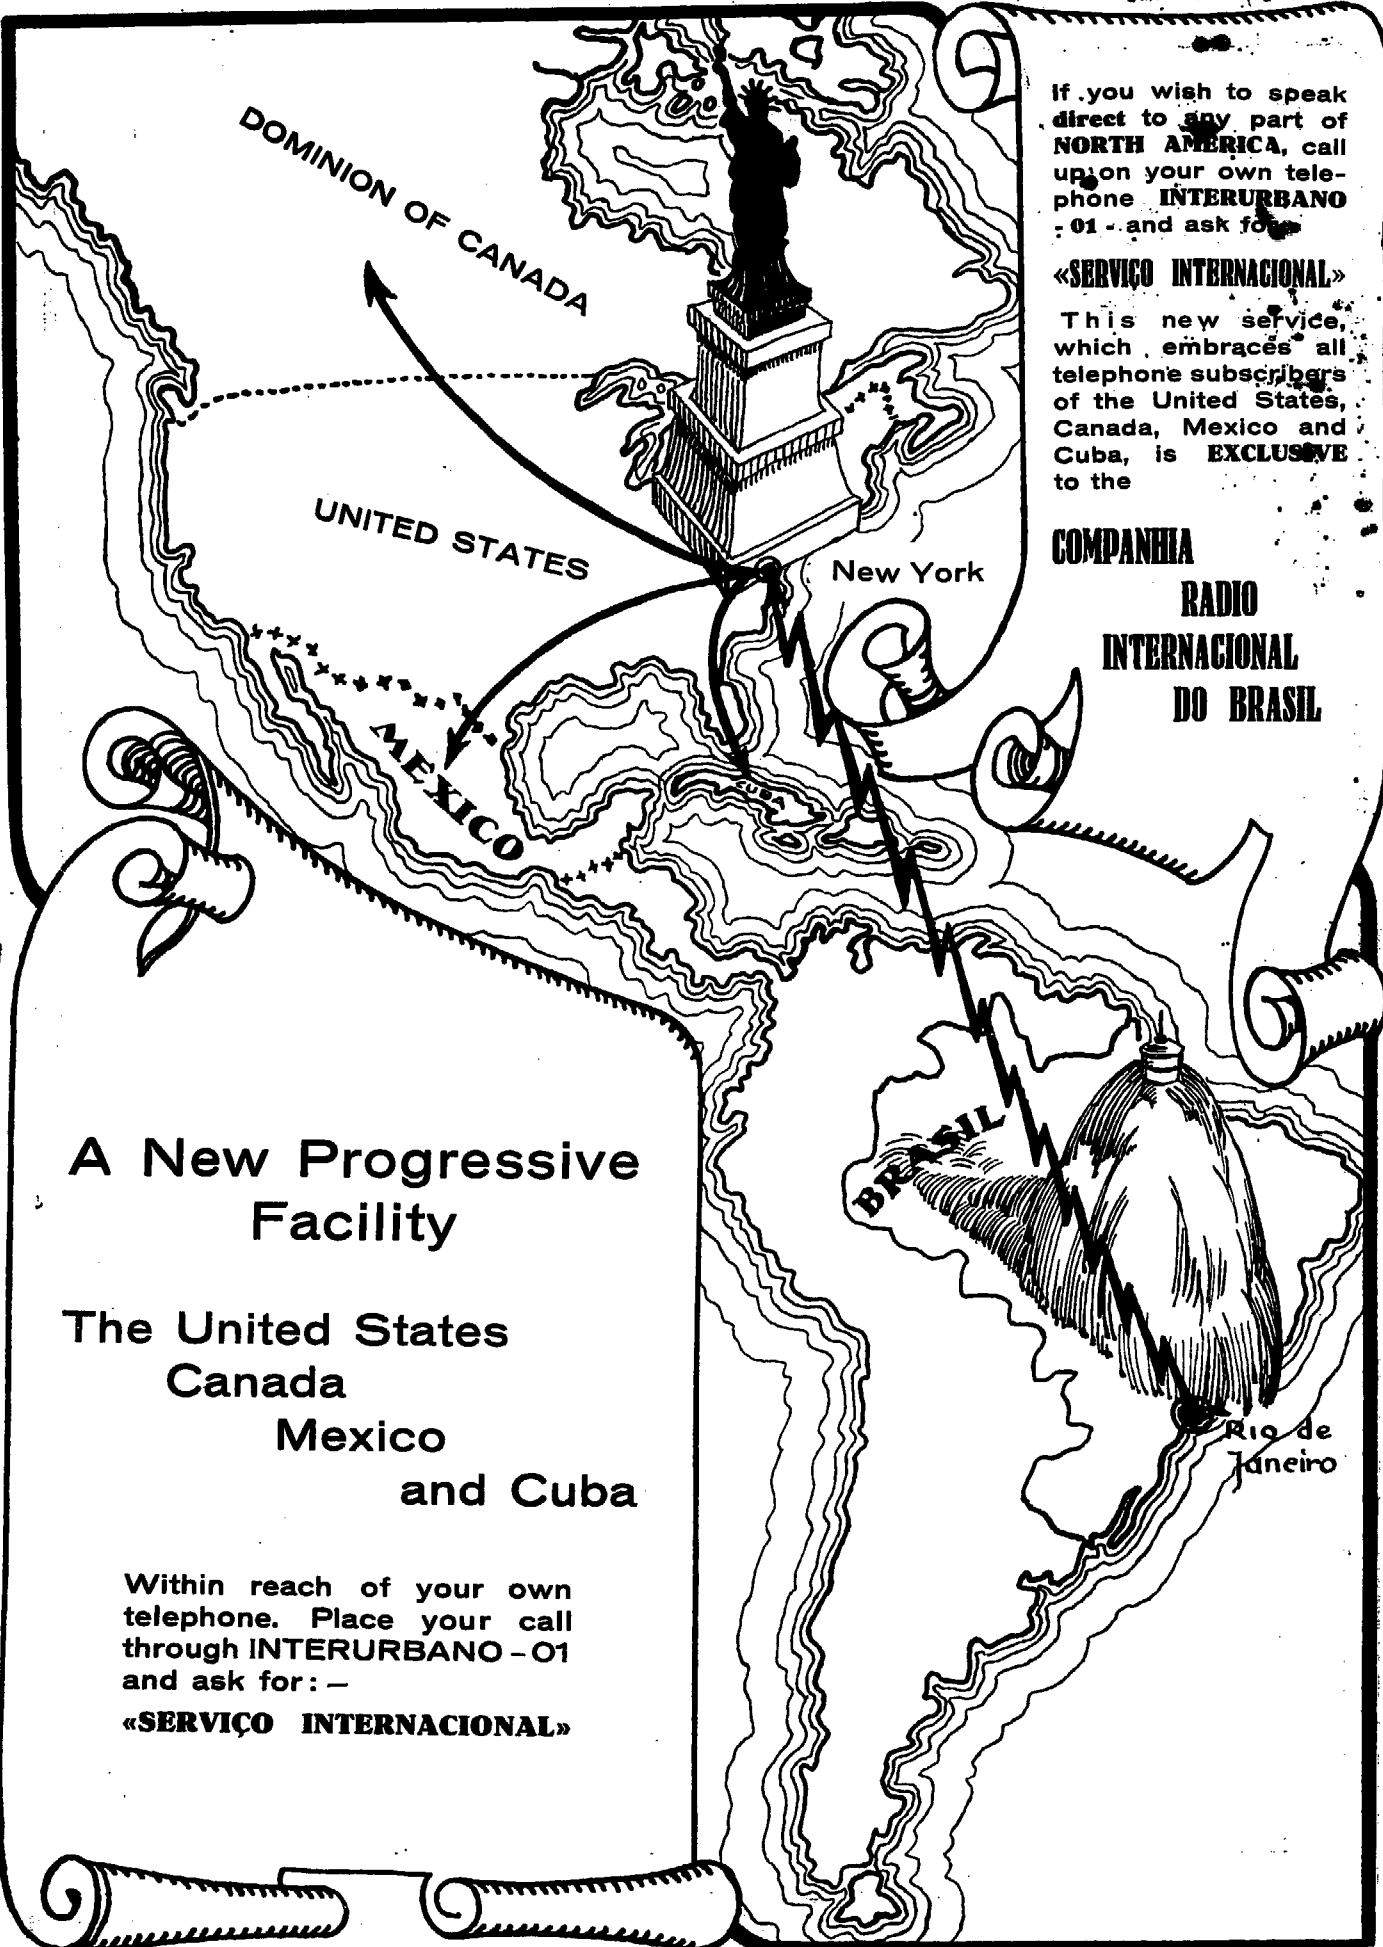 DOMINION OF CANADA
UNITED STATES
MEXICO
CUBA
New York
BRASIL
Rio de
Janeiro
If you wish to speak
direct to any part of
NORTH AMERICA, call
upon your own tele-
phone INTERURBANO
- 01 - and ask for
«SERVIÇO INTERNACIONAL»
This new service,
which embraces all
telephone subscribers
of the United States,
Canada, Mexico and
Cuba, is EXCLUSIVE
to the
COMPANHIA
RADIO
INTERNACIONAL
DO BRASIL
A New Progressive
Facility
The United States
Canada
Mexico
and Cuba
Within reach of your own
telephone. Place your call
through INTERURBANO - 01
and ask for: —
«SERVIÇO INTERNACIONAL»